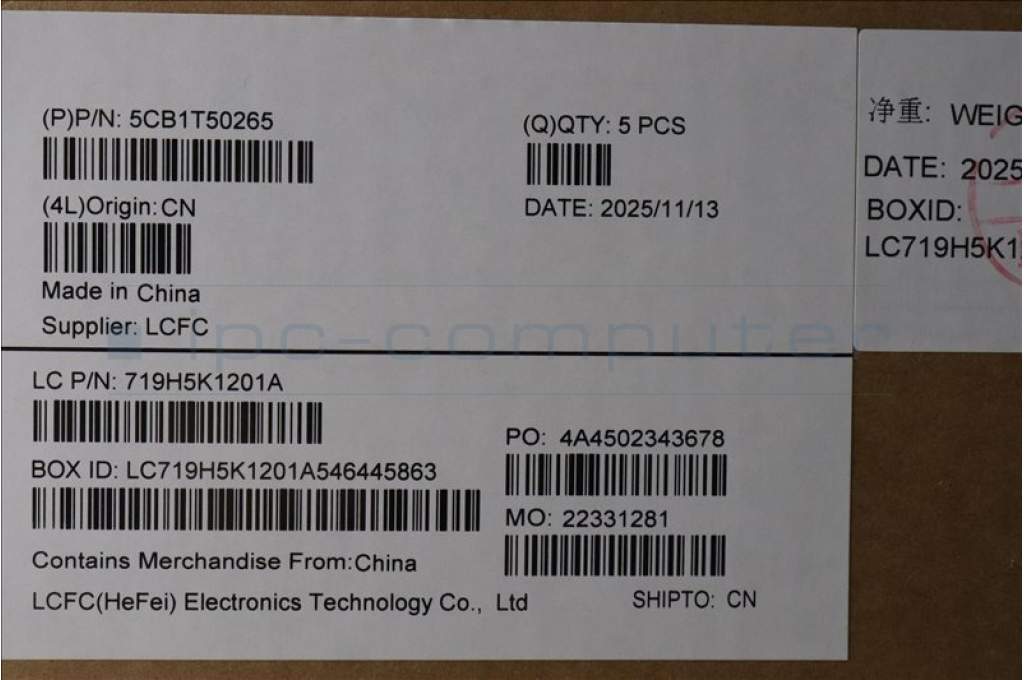 (P)P/N: 5CB1T50265
(4L)Origin: CN
Made in China
Supplier: LCFC
(Q)QTY: 5 PCS
DATE: 2025/11/13
LC P/N: 719H5K1201A
BOX ID: LC719H5K1201A546445863
Contains Merchandise From:China
LCFC(HeFei) Electronics Technology Co., Ltd
PO: 4A4502343678
MO: 22331281
SHIPTO: CN
净重: WEIG
DATE: 2025
BOXID:
LC719H5K1
ipc-computer